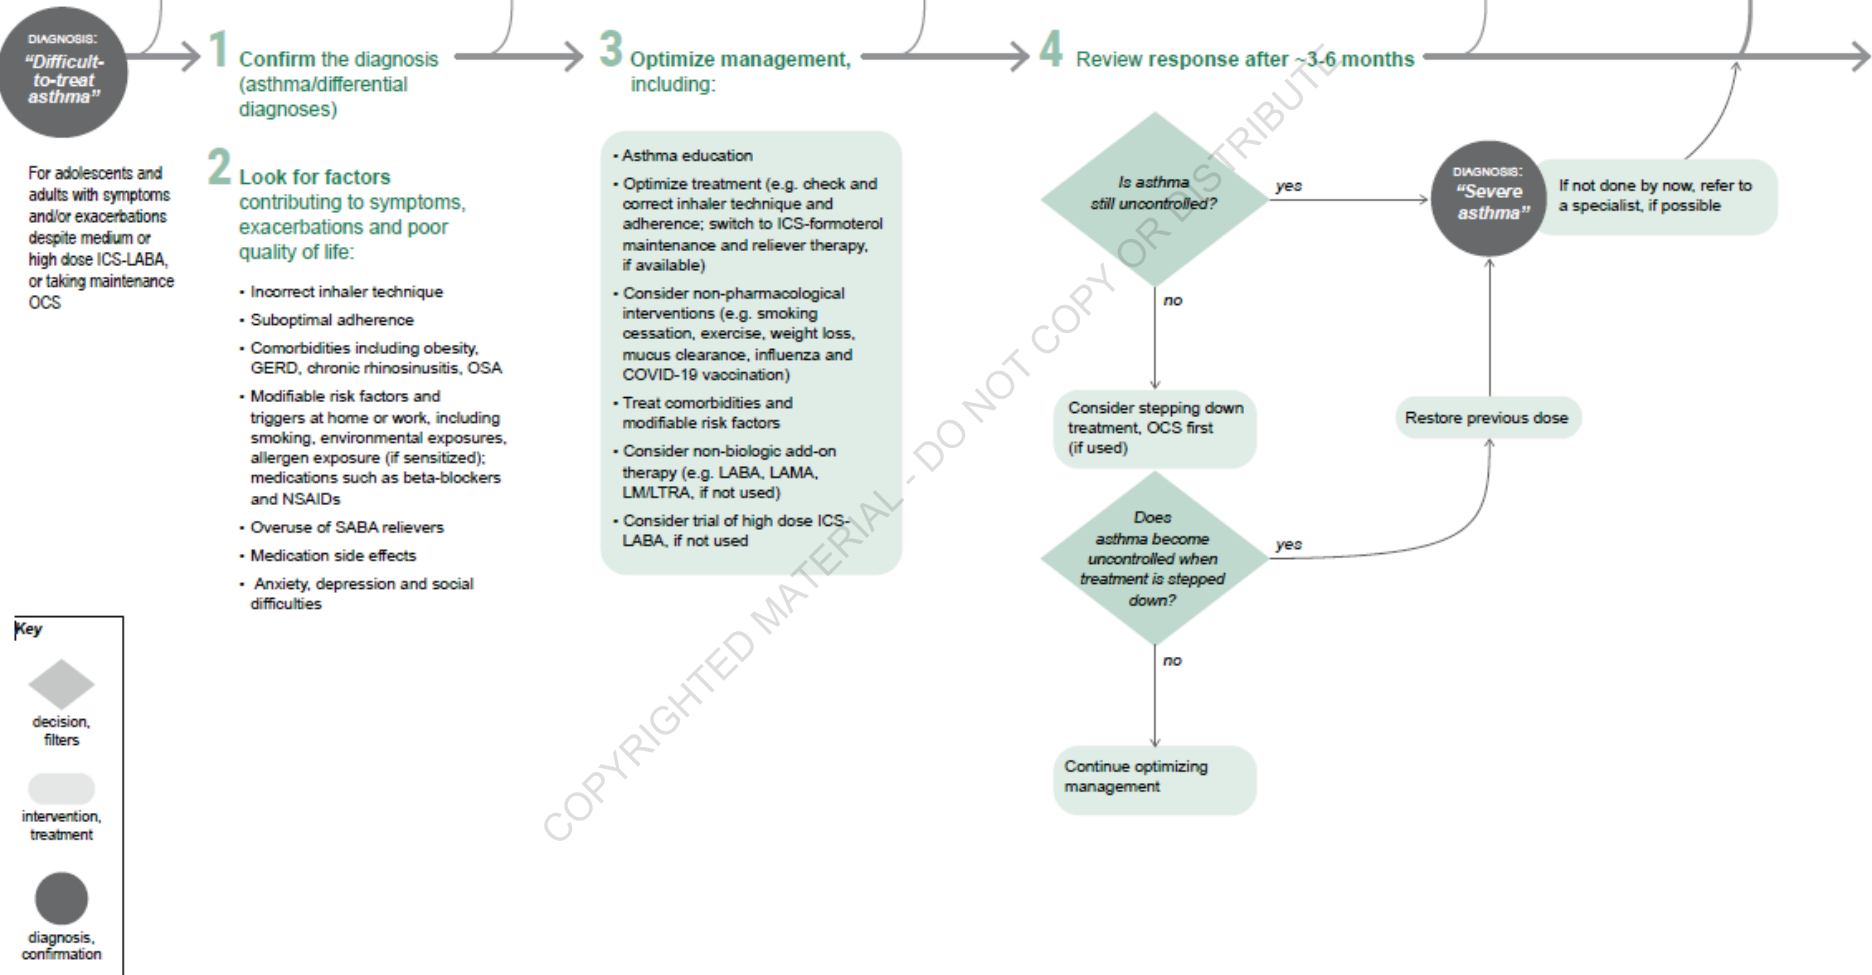 DIAGNOSIS:
"Difficult-
to-treat
asthma"
For adolescents and
adults with symptoms
and/or exacerbations
despite medium or
high dose ICS-LABA,
or taking maintenance
OCS
1 Confirm the diagnosis
(asthma/differential
diagnoses)
2 Look for factors
contributing to symptoms,
exacerbations and poor
quality of life:
• Incorrect inhaler technique
• Suboptimal adherence
• Comorbidities including obesity,
GERD, chronic rhinosinusitis, OSA
• Modifiable risk factors and
triggers at home or work, including
smoking, environmental exposures,
allergen exposure (if sensitized);
medications such as beta-blockers
and NSAIDs
• Overuse of SABA relievers
• Medication side effects
• Anxiety, depression and social
difficulties
3 Optimize management,
including:
• Asthma education
• Optimize treatment (e.g. check and
correct inhaler technique and
adherence; switch to ICS-formoterol
maintenance and reliever therapy,
if available)
• Consider non-pharmacological
interventions (e.g. smoking
cessation, exercise, weight loss,
mucus clearance, influenza and
COVID-19 vaccination)
• Treat comorbidities and
modifiable risk factors
• Consider non-biologic add-on
therapy (e.g. LABA, LAMA,
LM/LTRA, if not used)
• Consider trial of high dose ICS-
LABA, if not used
4 Review response after ~3-6 months
Is asthma
still uncontrolled?
yes
no
DIAGNOSIS:
"Severe
asthma"
If not done by now, refer to
a specialist, if possible
Consider stepping down
treatment, OCS first
(if used)
Restore previous dose
Does
asthma become
uncontrolled when
treatment is stepped
down?
yes
no
Continue optimizing
management
Key
decision,
filters
intervention,
treatment
diagnosis,
confirmation
COPYRIGHTED MATERIAL - DO NOT COPY OR DISTRIBUTE